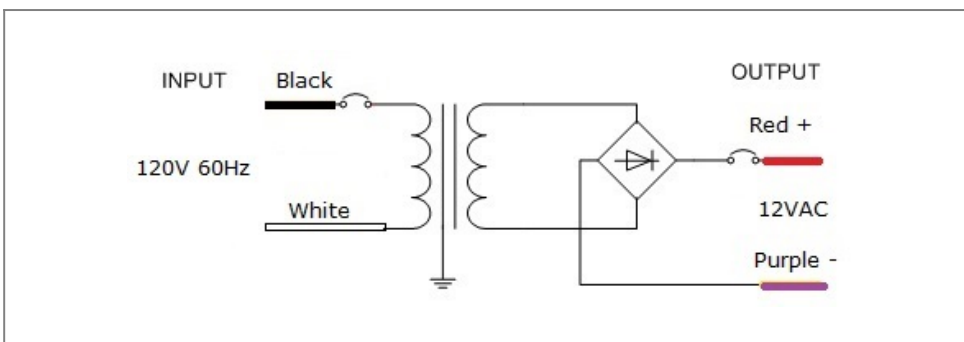 INPUT
Black
OUTPUT
Red +
120V 60Hz
White
12VAC
Purple -